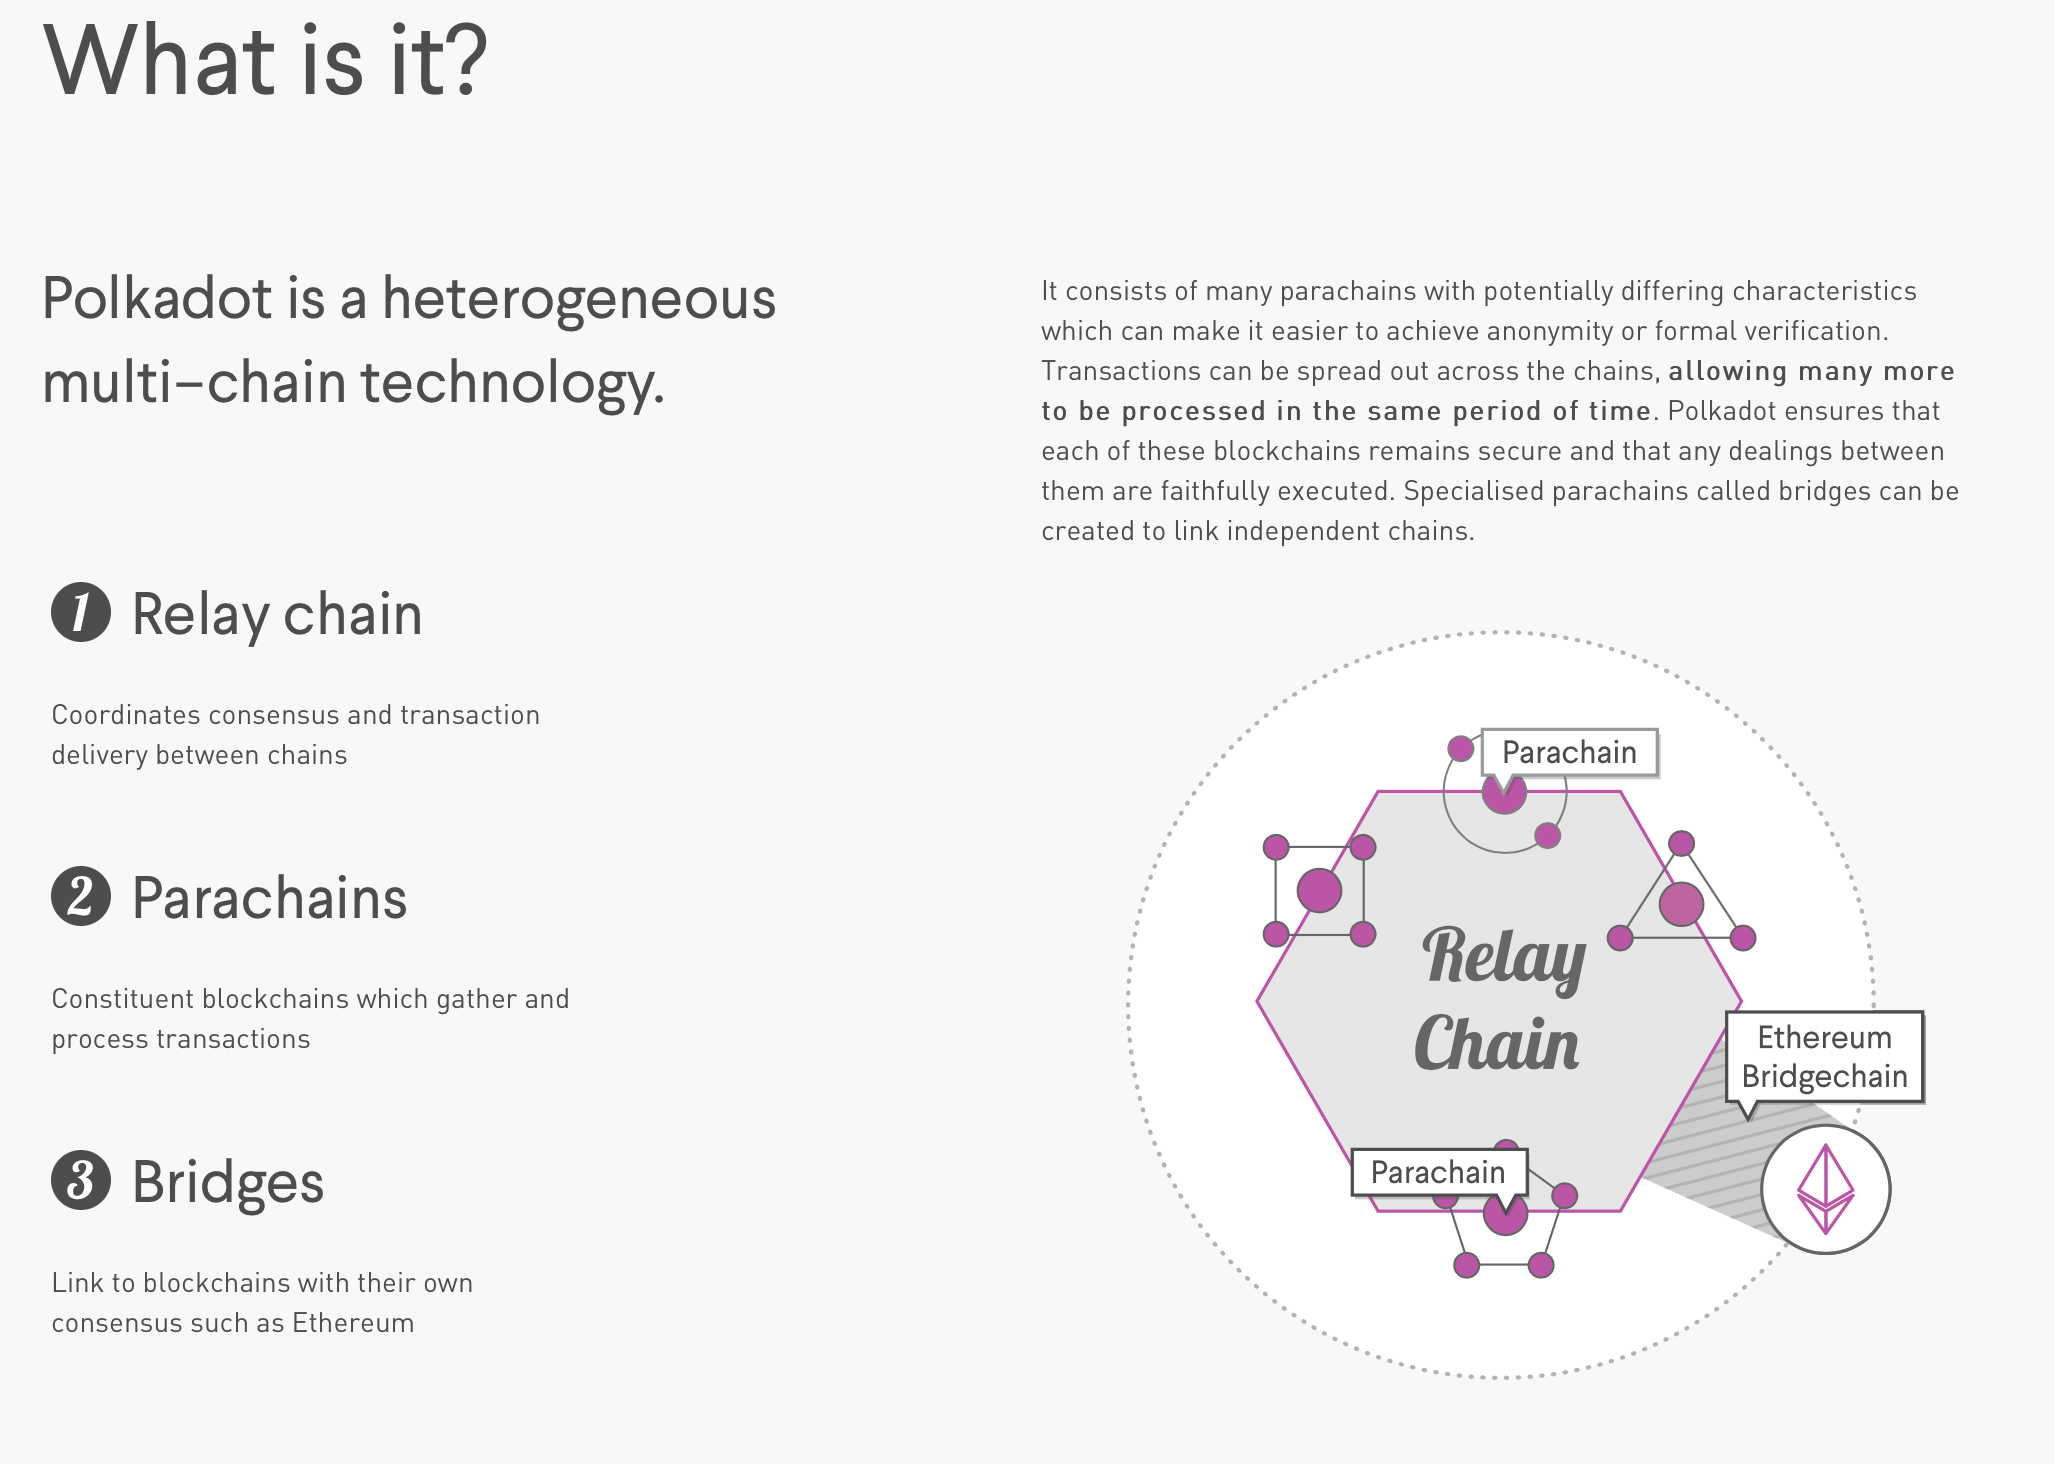 What is it?
Polkadot is a heterogeneous
multi–chain technology.
It consists of many parachains with potentially differing characteristics
which can make it easier to achieve anonymity or formal verification.
Transactions can be spread out across the chains, allowing many more
to be processed in the same period of time. Polkadot ensures that
each of these blockchains remains secure and that any dealings between
them are faithfully executed. Specialised parachains called bridges can be
created to link independent chains.
1 Relay chain
Coordinates consensus and transaction
delivery between chains
2 Parachains
Constituent blockchains which gather and
process transactions
3 Bridges
Link to blockchains with their own
consensus such as Ethereum
Parachain
Relay
Chain
Ethereum
Bridgechain
Parachain